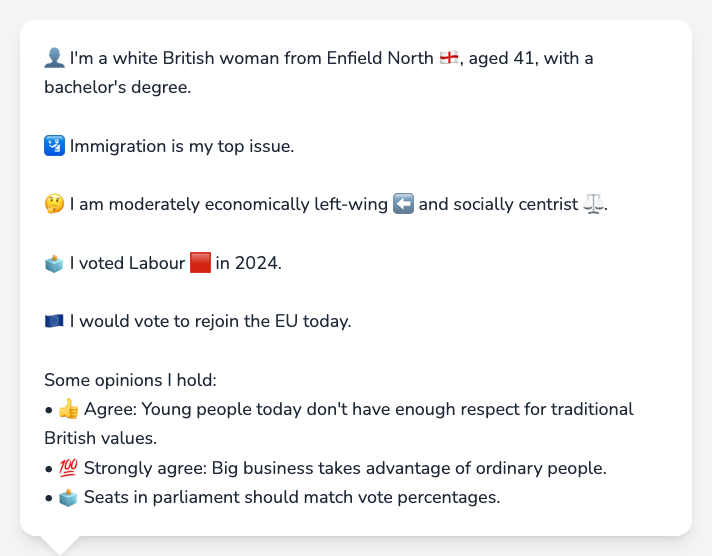 👤 I'm a white British woman from Enfield North 🏴󠁧󠁢󠁥󠁮󠁧󠁿, aged 41, with a
bachelor's degree.
🛂 Immigration is my top issue.
🤔 I am moderately economically left-wing ⬅️ and socially centrist ⚖️.
🗳️ I voted Labour 🟥 in 2024.
🇪🇺 I would vote to rejoin the EU today.
Some opinions I hold:
• 👍 Agree: Young people today don't have enough respect for traditional
British values.
• 💯 Strongly agree: Big business takes advantage of ordinary people.
• 🗳️ Seats in parliament should match vote percentages.